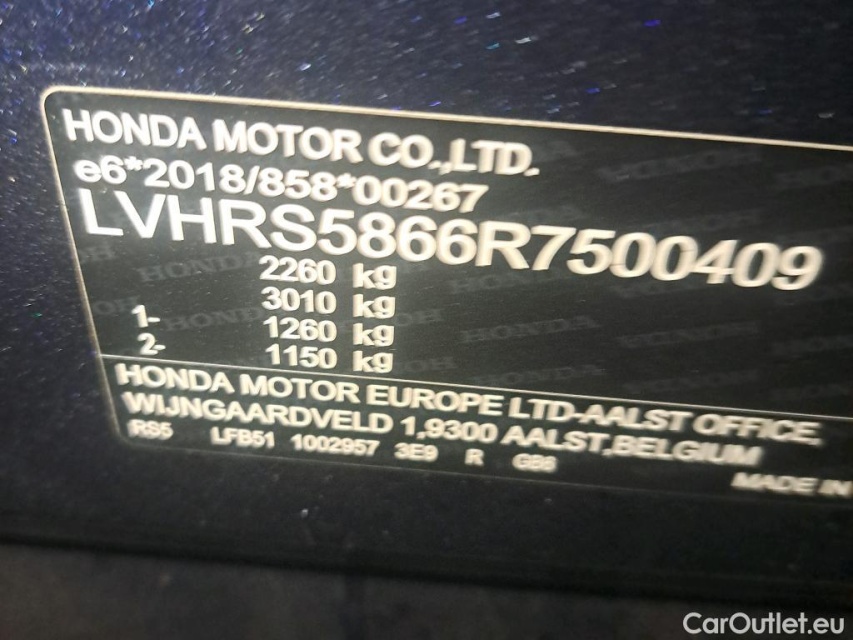 HONDA MOTOR CO.,LTD.
e6*2018/858*00267
LVHRS5866R7500409
2260 kg
3010 kg
1- 1260 kg
2- 1150 kg
HONDA MOTOR EUROPE LTD-AALST OFFICE,
WIJNGAARDVELD 1,9300 AALST,BELGIUM
RS5 LFB51 1002957 3E9 R
MADE IN
CarOutlet.eu